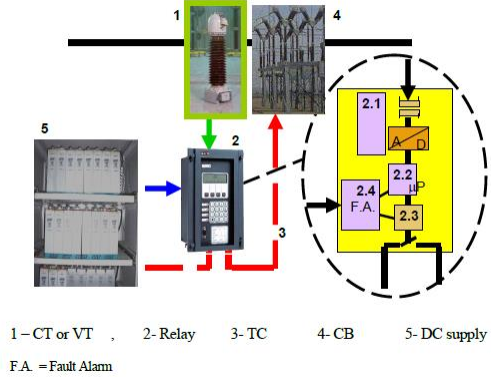 1
4
5
2
2.1
A
D
2.2
µP
2.4
F.A.
2.3
3
1 – CT or VT , 2- Relay 3- TC 4- CB 5- DC supply
F.A. = Fault Alarm